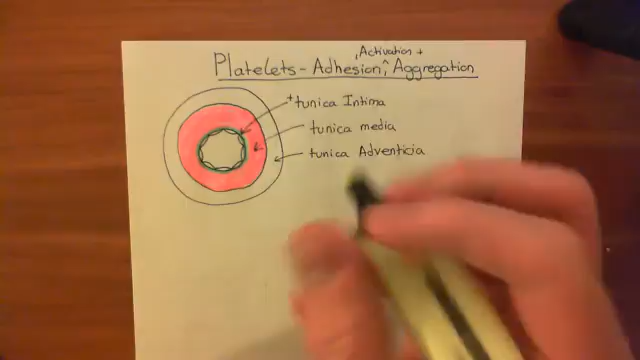 , Activation +
Platelets - Adhesion ^ Aggregation
+ tunica Intima
tunica media
tunica Adventicia